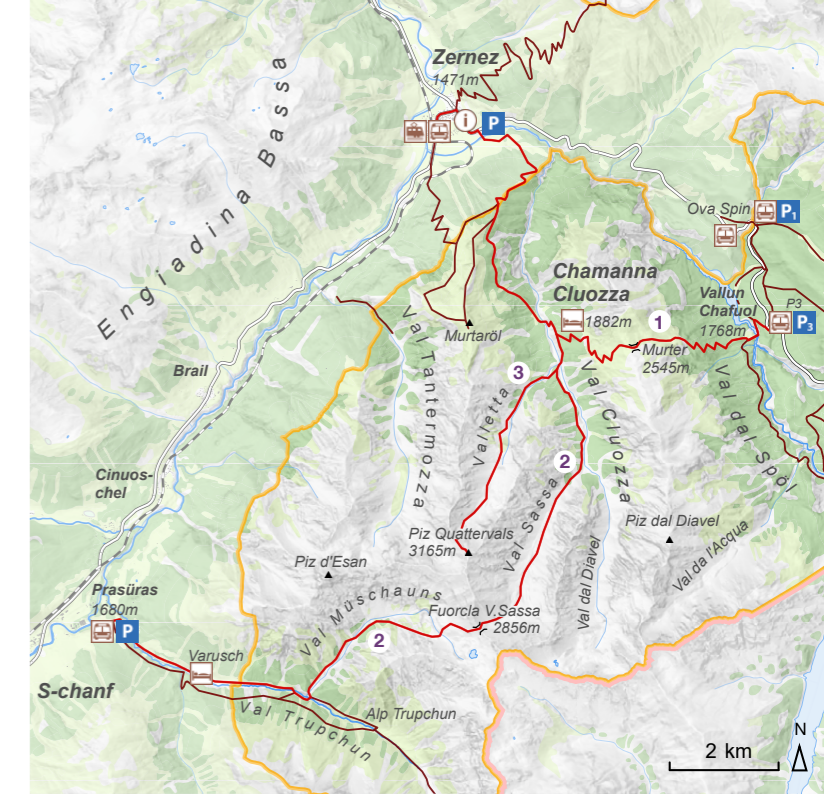 Zernez
1471m
i
P
Engiadina Bassa
Ova Spin
P1
Chamanna
Cluozza
1882m
Vallun
Chafuol
1768m
P3
P3
1
Murter
2545m
Murtaröl
Val Tantermozza
Brail
3
Valletta
Val Cluozza
Val dal Spöl
2
Val Sassa
Cinuos-
chel
Piz Quattervals
3165m
Piz dal Diavel
Val da l'Acqua
Piz d'Esan
Val dal Diavel
Prasüras
1680m
P
Val Müschauns
Fuorcla V.Sassa
2856m
2
Varusch
S-chanf
Val Trupchun
Alp Trupchun
N
2 km